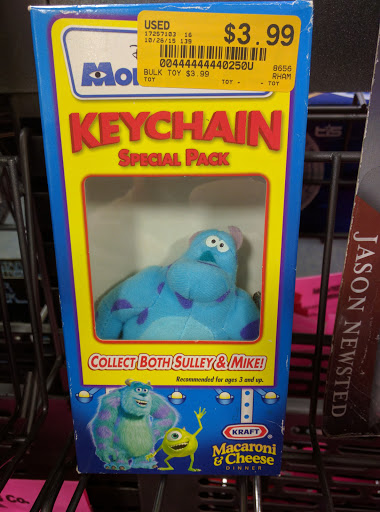 USED
17257103 16
10/26/15 139
$3.99
00444444440250U
BULK TOY $3.99
TOY
8656
RHAM
TOY - - TOY
KEYCHAIN
SPECIAL PACK
COLLECT BOTH SULLEY & MIKE!
Recommended for ages 3 and up.
KRAFT
Macaroni
& Cheese
DINNER
JASON NEWSTED
Co.